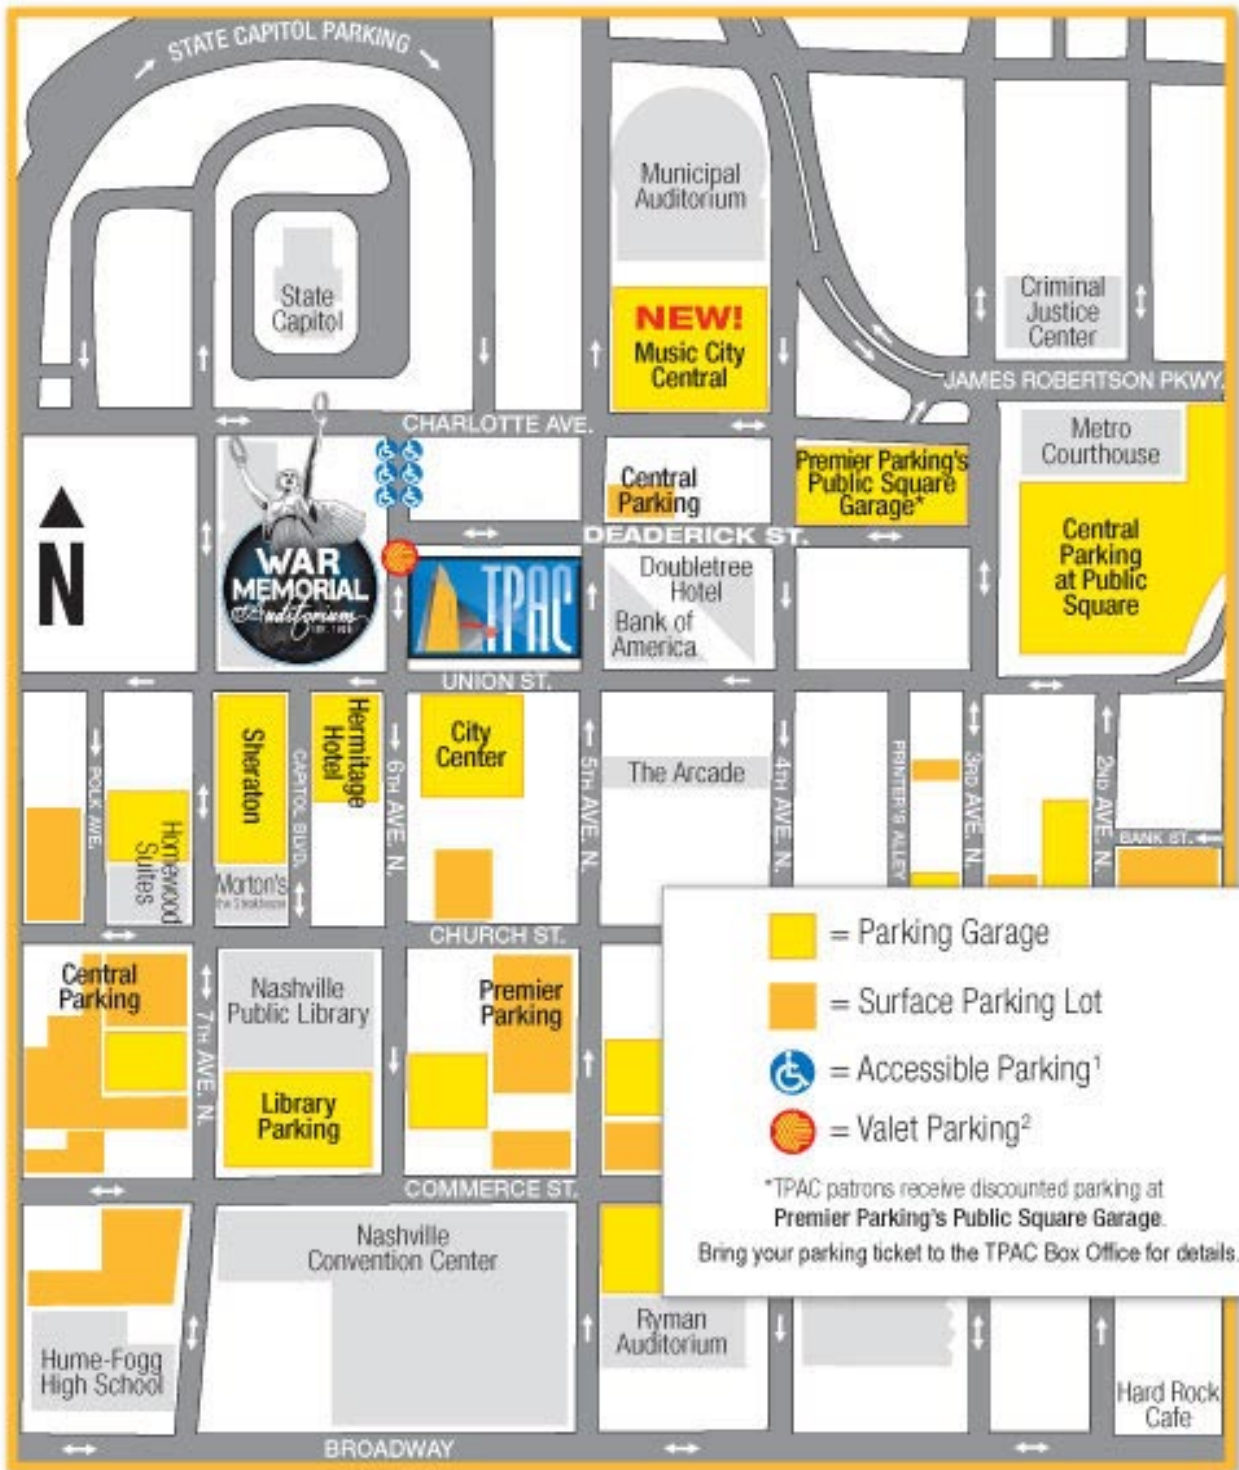 STATE CAPITOL PARKING
Municipal
Auditorium
State
Capitol
NEW!
Music City
Central
Criminal
Justice
Center
JAMES ROBERTSON PKWY.
CHARLOTTE AVE.
Metro
Courthouse
Central
Parking
Premier Parking's
Public Square
Garage*
Central
Parking
at Public
Square
N
DEADERICK ST.
WAR
MEMORIAL
Auditorium
TPAC
Doubletree
Hotel
Bank of
America
UNION ST.
Sheraton
Hermitage
Hotel
City
Center
The Arcade
POLK AVE.
CAPITOL BLVD.
6TH AVE. N.
5TH AVE. N.
4TH AVE. N.
PRINTER'S ALLEY
3RD AVE. N.
2ND AVE. N.
BANK ST.
Homewood
Suites
Morton's
the Steakhouse
CHURCH ST.
Central
Parking
7TH AVE. N.
Nashville
Public Library
Premier
Parking
Library
Parking
COMMERCE ST.
= Parking Garage
= Surface Parking Lot
= Accessible Parking¹
= Valet Parking²
*TPAC patrons receive discounted parking at
Premier Parking's Public Square Garage.
Bring your parking ticket to the TPAC Box Office for details.
Nashville
Convention Center
Ryman
Auditorium
Hume-Fogg
High School
Hard Rock
Cafe
BROADWAY